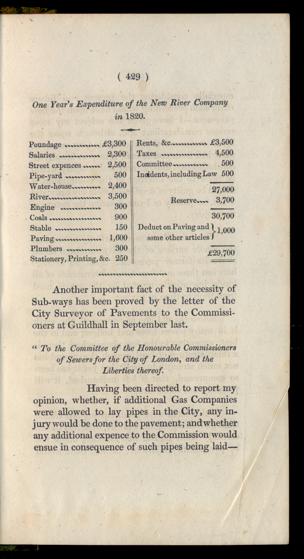 ( 429 )
One Year's Expenditure of the New River Company
in 1820.
Poundage ............ £3,300
Salaries ............ 2,300
Street expences ...... 2,500
Pipe-yard ............ 500
Water-house......... 2,400
River............... 3,500
Engine ............ 300
Coals ............... 900
Stable ............ 150
Paving ............ 1,600
Plumbers ............ 300
Stationery, Printing, &c. 250
Rents, &c............ £3,500
Taxes ............... 4,500
Committee............ 500
Incidents, including Law 500
27,000
Reserve...... 3,700
30,700
Deduct on Paving and
some other articles } 1,000
£29,700
Another important fact of the necessity of
Sub-ways has been proved by the letter of the
City Surveyor of Pavements to the Commissi-
oners at Guildhall in September last.
" To the Committee of the Honourable Commissioners
of Sewers for the City of London, and the
Liberties thereof.
Having been directed to report my
opinion, whether, if additional Gas Companies
were allowed to lay pipes in the City, any in-
jury would be done to the pavement; and whether
any additional expence to the Commission would
ensue in consequence of such pipes being laid—